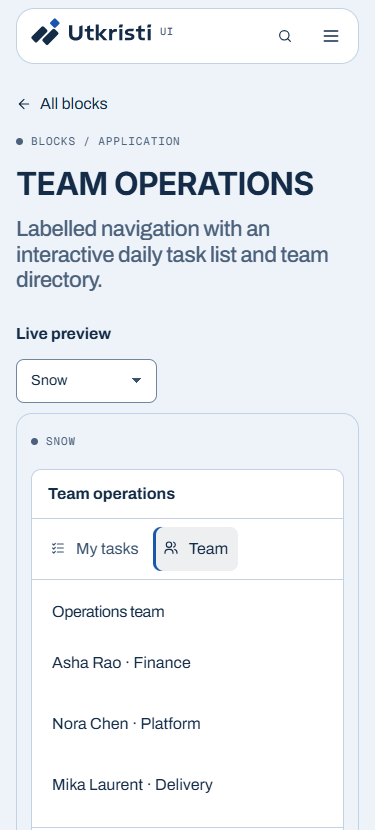 Utkristi UI
All blocks
BLOCKS / APPLICATION
TEAM OPERATIONS
Labelled navigation with an
interactive daily task list and team
directory.
Live preview
Snow
SNOW
Team operations
My tasks
Team
Operations team
Asha Rao · Finance
Nora Chen · Platform
Mika Laurent · Delivery